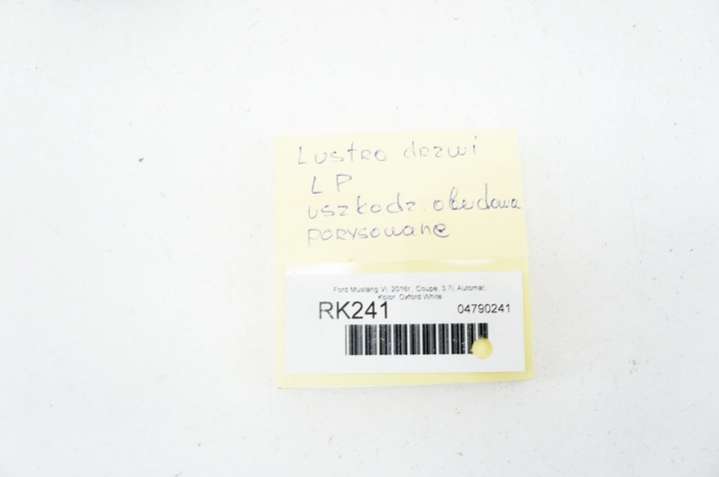 Lustro drzwi
LP
uszkodz. obudowa
porysowane
Ford Mustang VI, 2016r., Coupe, 3.7i, Automat,
Kolor: Oxford White
RK241
04790241